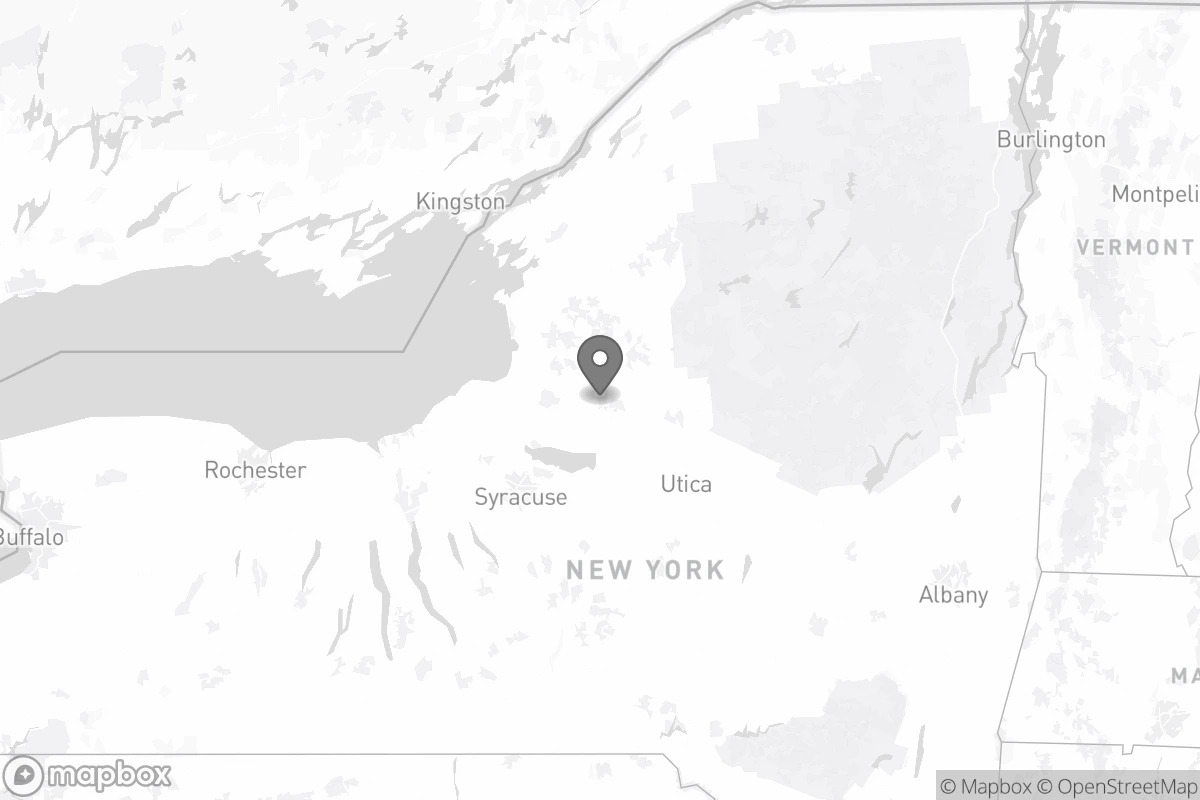 Burlington
Kingston
Montpeli
VERMONT
Rochester
Utica
Syracuse
Buffalo
NEW YORK
Albany
MA
mapbox
© Mapbox © OpenStreetMap